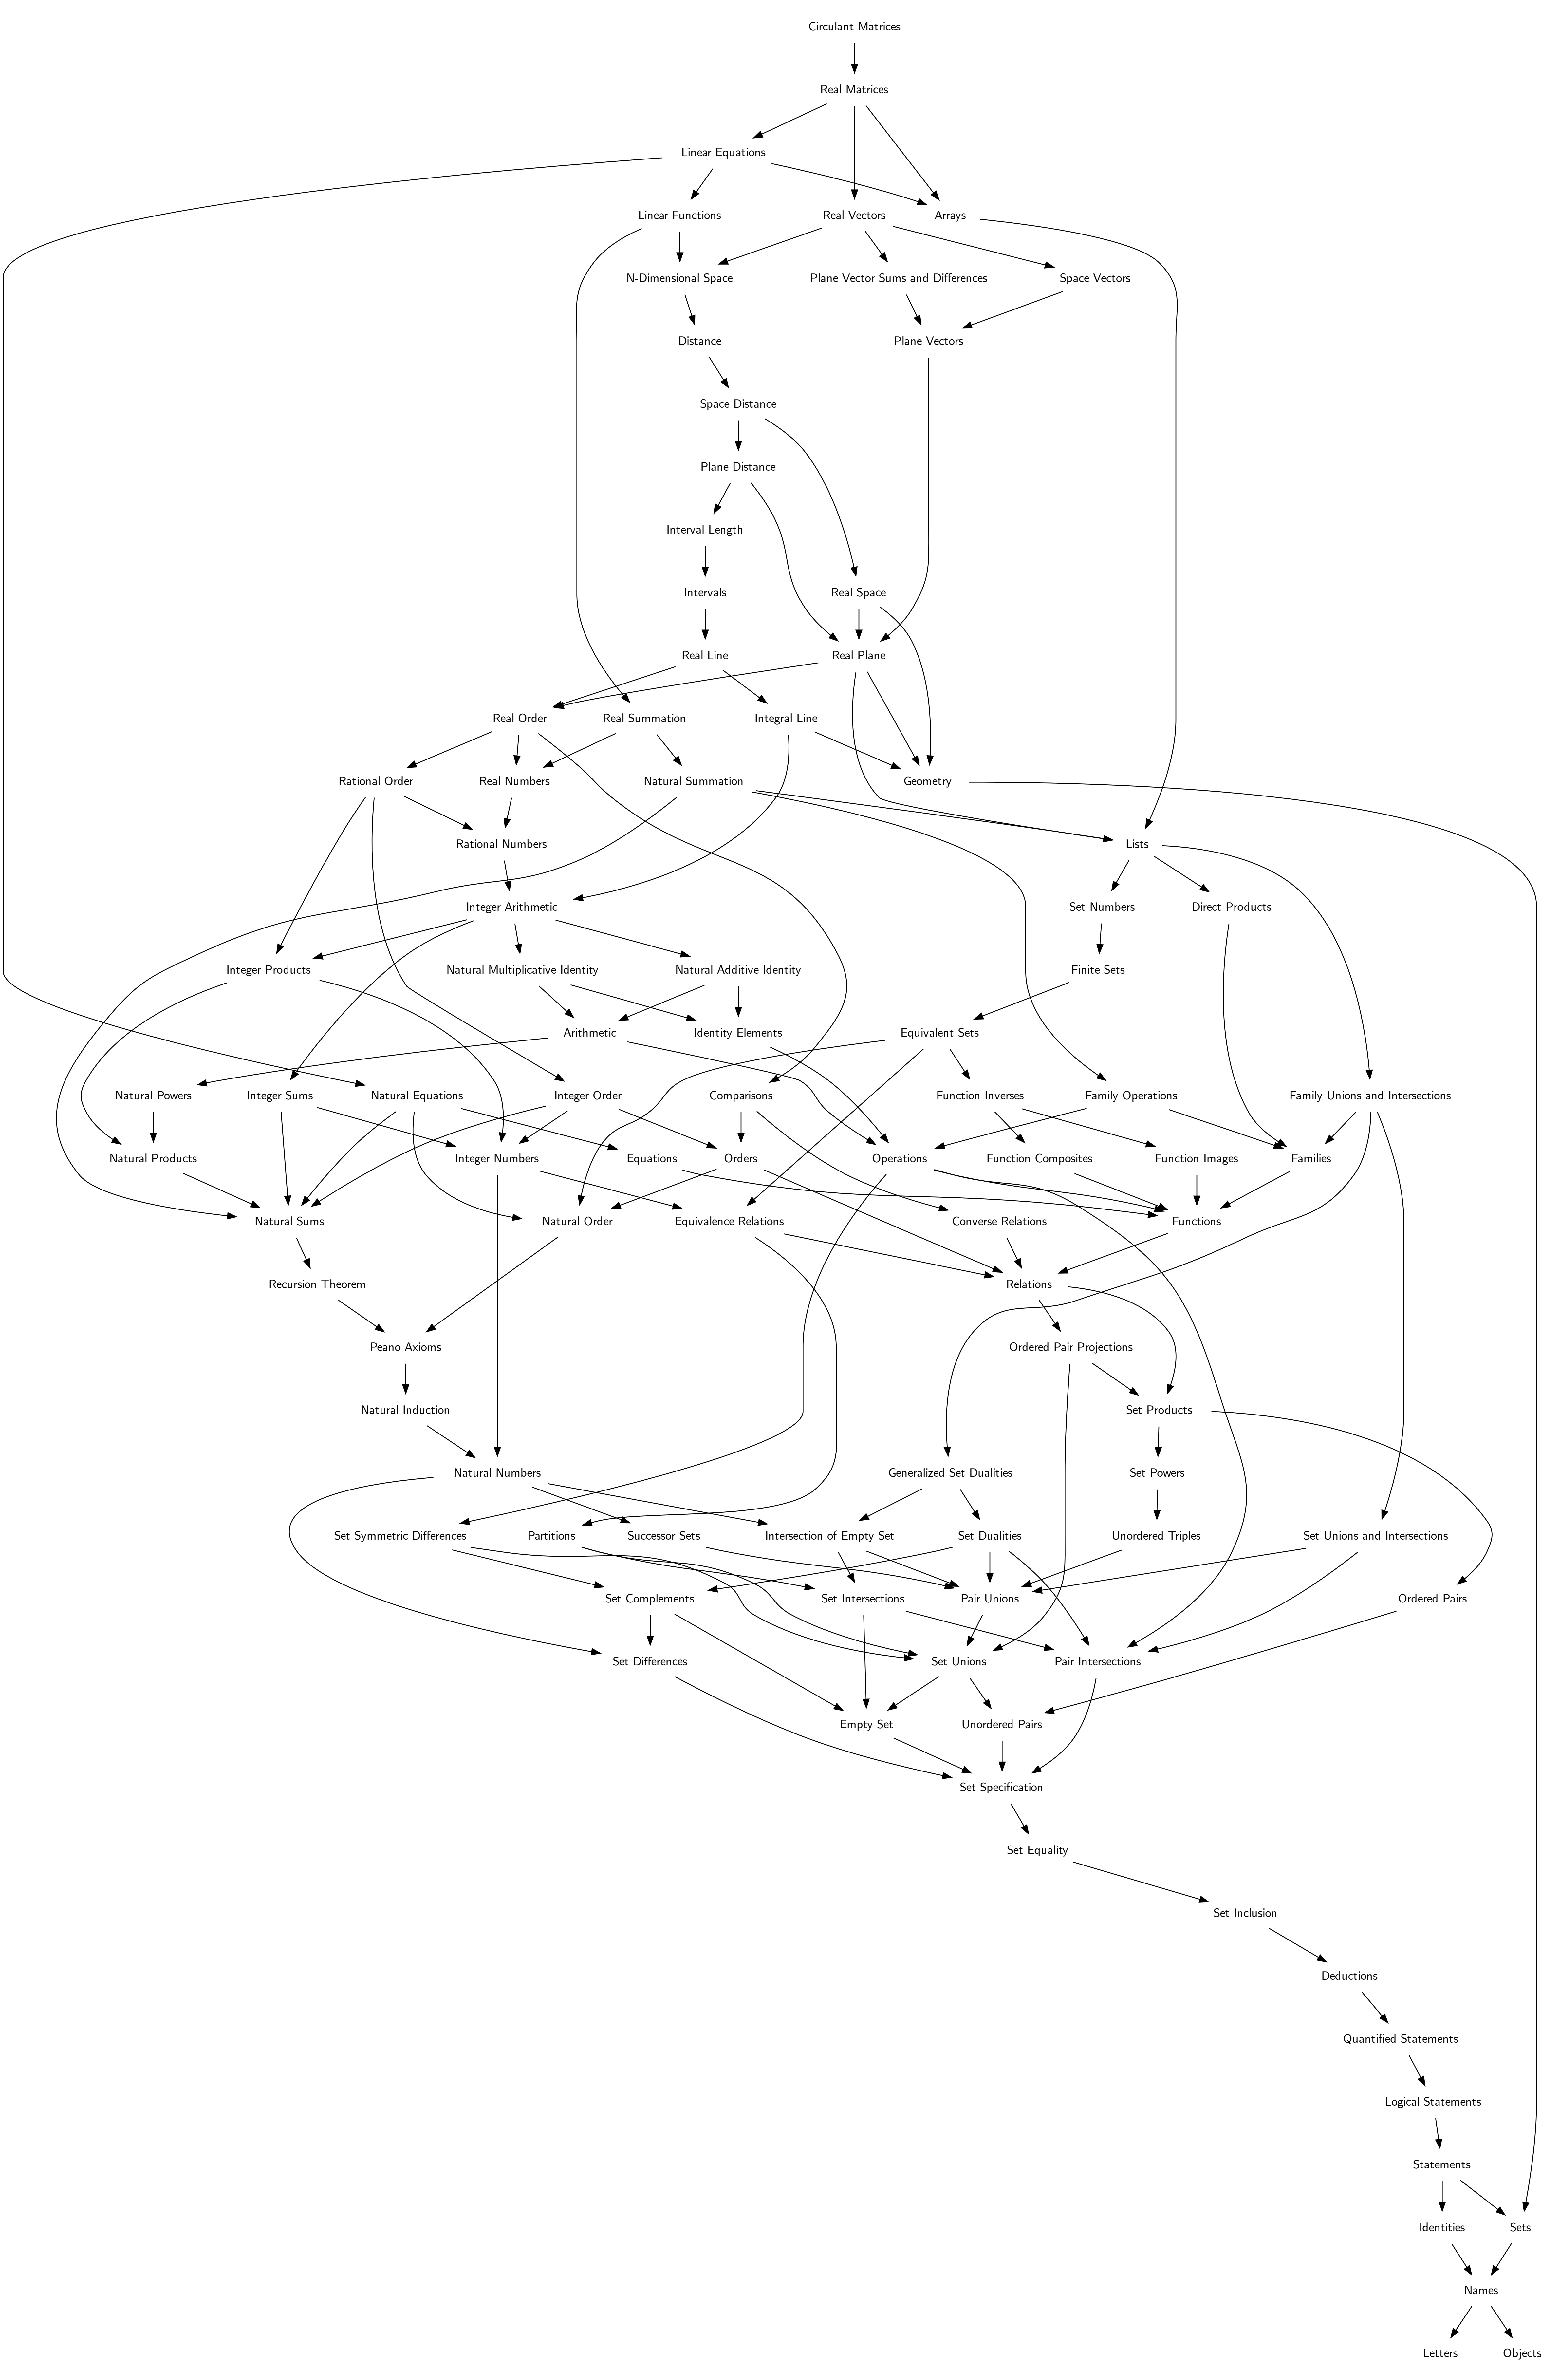 Circulant Matrices
Real Matrices
Linear Equations
Linear Functions
Real Vectors
Arrays
N-Dimensional Space
Plane Vector Sums and Differences
Space Vectors
Distance
Plane Vectors
Space Distance
Plane Distance
Interval Length
Intervals
Real Space
Real Line
Real Plane
Real Order
Real Summation
Integral Line
Rational Order
Real Numbers
Natural Summation
Geometry
Rational Numbers
Lists
Integer Arithmetic
Set Numbers
Direct Products
Integer Products
Natural Multiplicative Identity
Natural Additive Identity
Finite Sets
Arithmetic
Identity Elements
Equivalent Sets
Natural Powers
Integer Sums
Natural Equations
Integer Order
Comparisons
Function Inverses
Family Operations
Family Unions and Intersections
Natural Products
Integer Numbers
Equations
Orders
Operations
Function Composites
Function Images
Families
Natural Sums
Natural Order
Equivalence Relations
Converse Relations
Functions
Recursion Theorem
Relations
Peano Axioms
Ordered Pair Projections
Natural Induction
Set Products
Natural Numbers
Generalized Set Dualities
Set Powers
Set Symmetric Differences
Partitions
Successor Sets
Intersection of Empty Set
Set Dualities
Unordered Triples
Set Unions and Intersections
Set Complements
Set Intersections
Pair Unions
Ordered Pairs
Set Differences
Set Unions
Pair Intersections
Empty Set
Unordered Pairs
Set Specification
Set Equality
Set Inclusion
Deductions
Quantified Statements
Logical Statements
Statements
Identities
Sets
Names
Letters
Objects